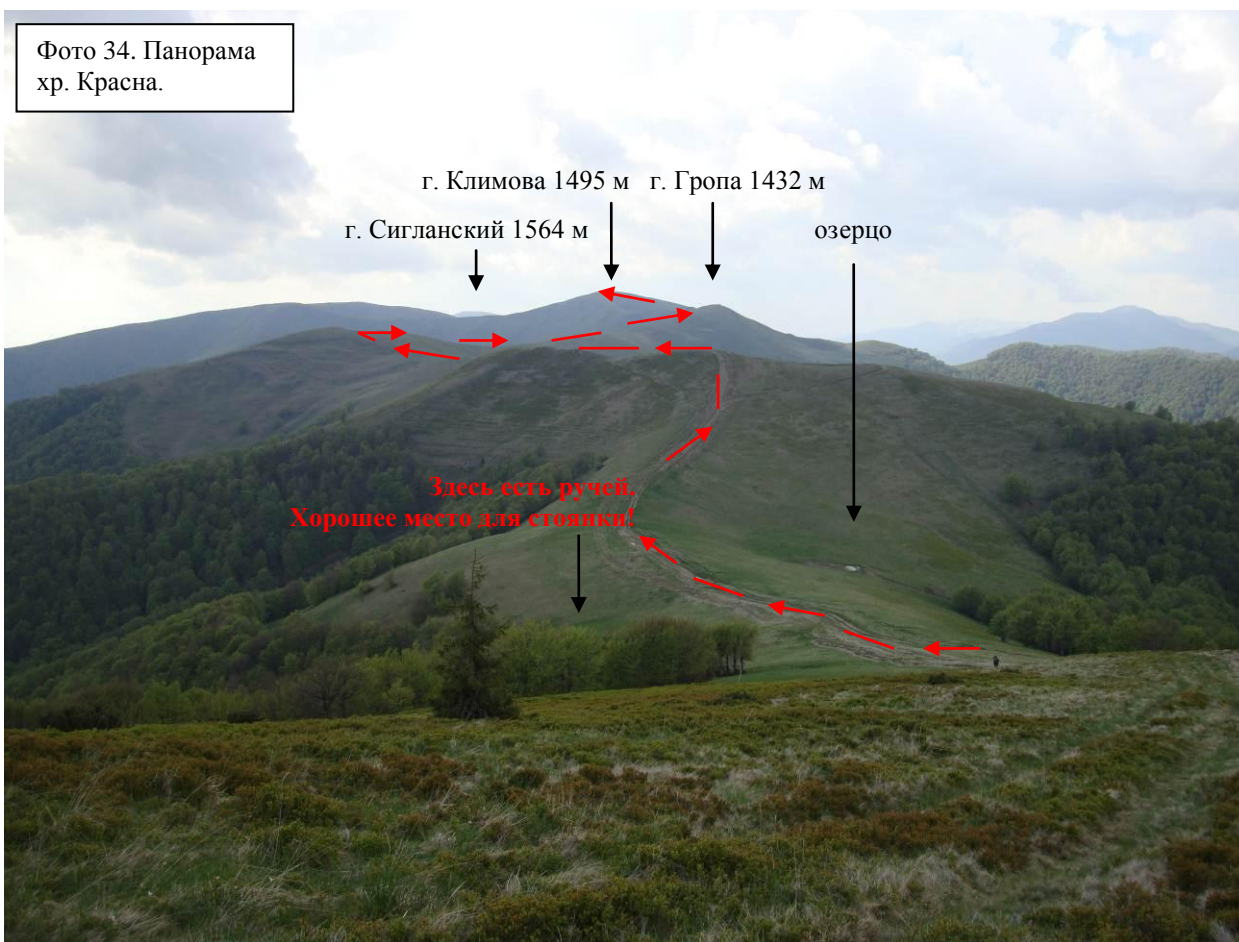 Фото 34. Панорама
хр. Красна.
г. Климова 1495 м г. Гропа 1432 м
г. Сигланский 1564 м озерцо
Здесь есть ручей.
Хорошее место для стоянки!